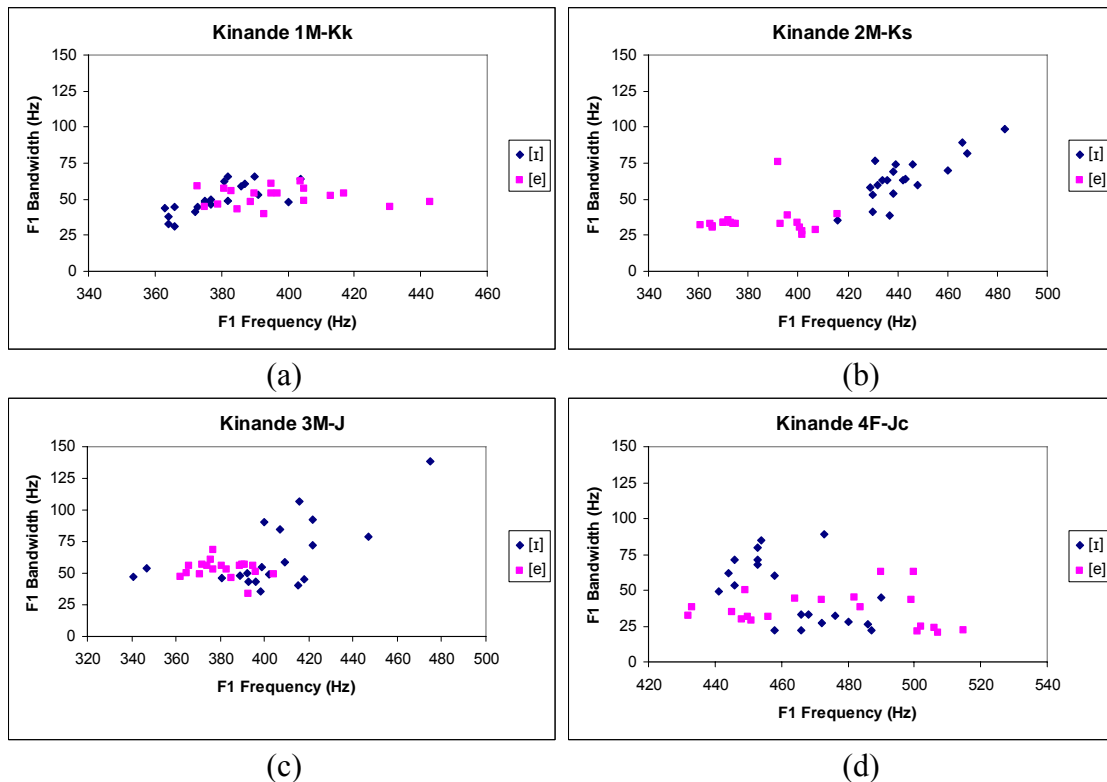 Kinande 1M-Kk
150
125
100
75
50
25
0
340 360 380 400 420 440 460
F1 Frequency (Hz)
F1 Bandwidth (Hz)
[ɪ]
[e]
(a)
Kinande 2M-Ks
150
125
100
75
50
25
0
340 360 380 400 420 440 460 480 500
F1 Frequency (Hz)
F1 Bandwidth (Hz)
[ɪ]
[e]
(b)
Kinande 3M-J
150
125
100
75
50
25
0
320 340 360 380 400 420 440 460 480 500
F1 Frequency (Hz)
F1 Bandwidth (Hz)
[ɪ]
[e]
(c)
Kinande 4F-Jc
150
125
100
75
50
25
0
420 440 460 480 500 520 540
F1 Frequency (Hz)
F1 Bandwidth (Hz)
[ɪ]
[e]
(d)